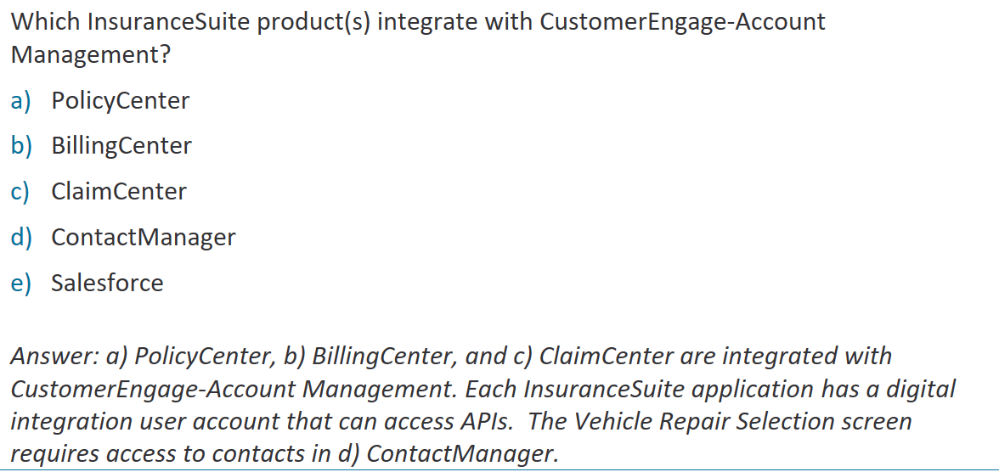 Which InsuranceSuite product(s) integrate with CustomerEngage-Account
Management?
a) PolicyCenter
b) BillingCenter
c) ClaimCenter
d) ContactManager
e) Salesforce
Answer: a) PolicyCenter, b) BillingCenter, and c) ClaimCenter are integrated with
CustomerEngage-Account Management. Each InsuranceSuite application has a digital
integration user account that can access APIs.  The Vehicle Repair Selection screen
requires access to contacts in d) ContactManager.